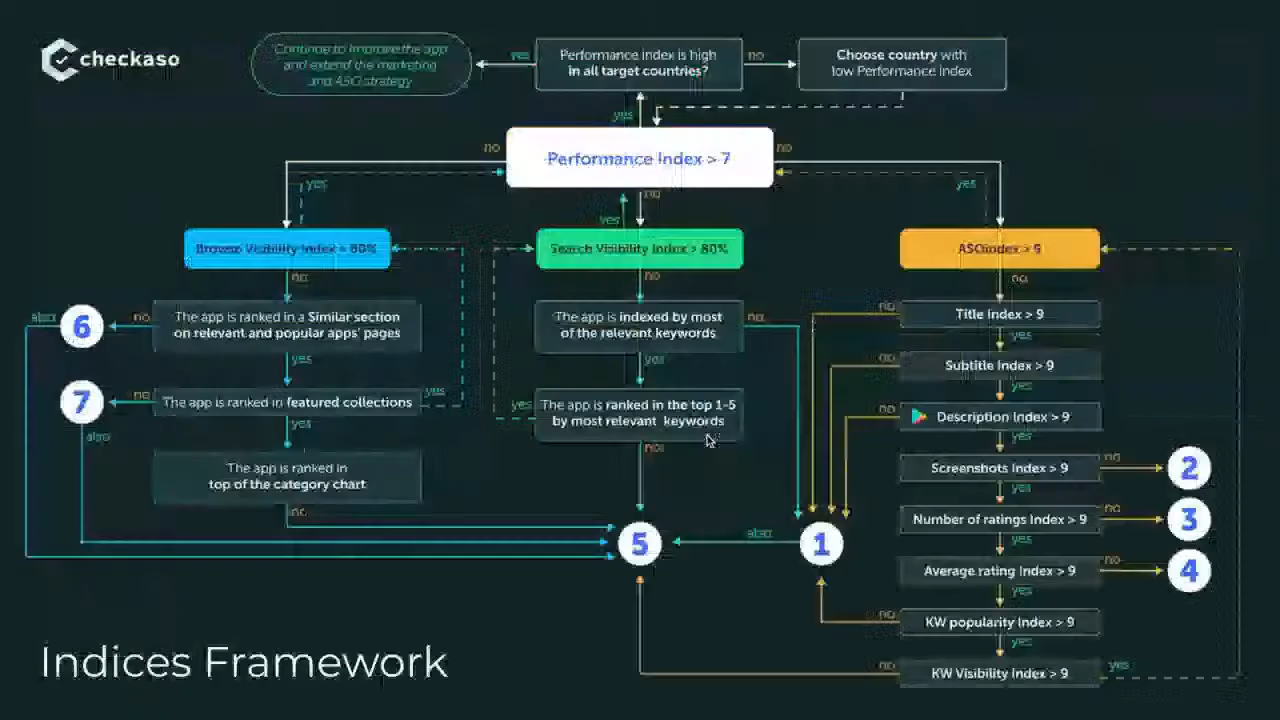 checkaso
Continue to improve the app
and extend the marketing
and ASO strategy
yes
Performance index is high
in all target countries?
no
Choose country with
low Performance Index
yes
no
Performance Index > 7
no
yes
no
yes
yes
Browse Visibility Index > 80%
Search Visibility Index > 80%
ASOindex > 9
no
no
no
also
6
no
The app is ranked in a Similar section
on relevant and popular apps' pages
The app is indexed by most
of the relevant keywords
no
no
Title Index > 9
yes
yes
yes
no
Subtitle Index > 9
yes
7
no
The app is ranked in featured collections
yes
yes
The app is ranked in the top 1-5
by most relevant keywords
no
Description Index > 9
also
yes
no
yes
The app is ranked in
top of the category chart
Screenshots Index > 9
no
2
yes
no
Number of ratings Index > 9
no
3
5
also
1
yes
Average rating Index > 9
no
4
yes
no
KW popularity Index > 9
yes
Indices Framework
no
KW Visibility Index > 9
yes